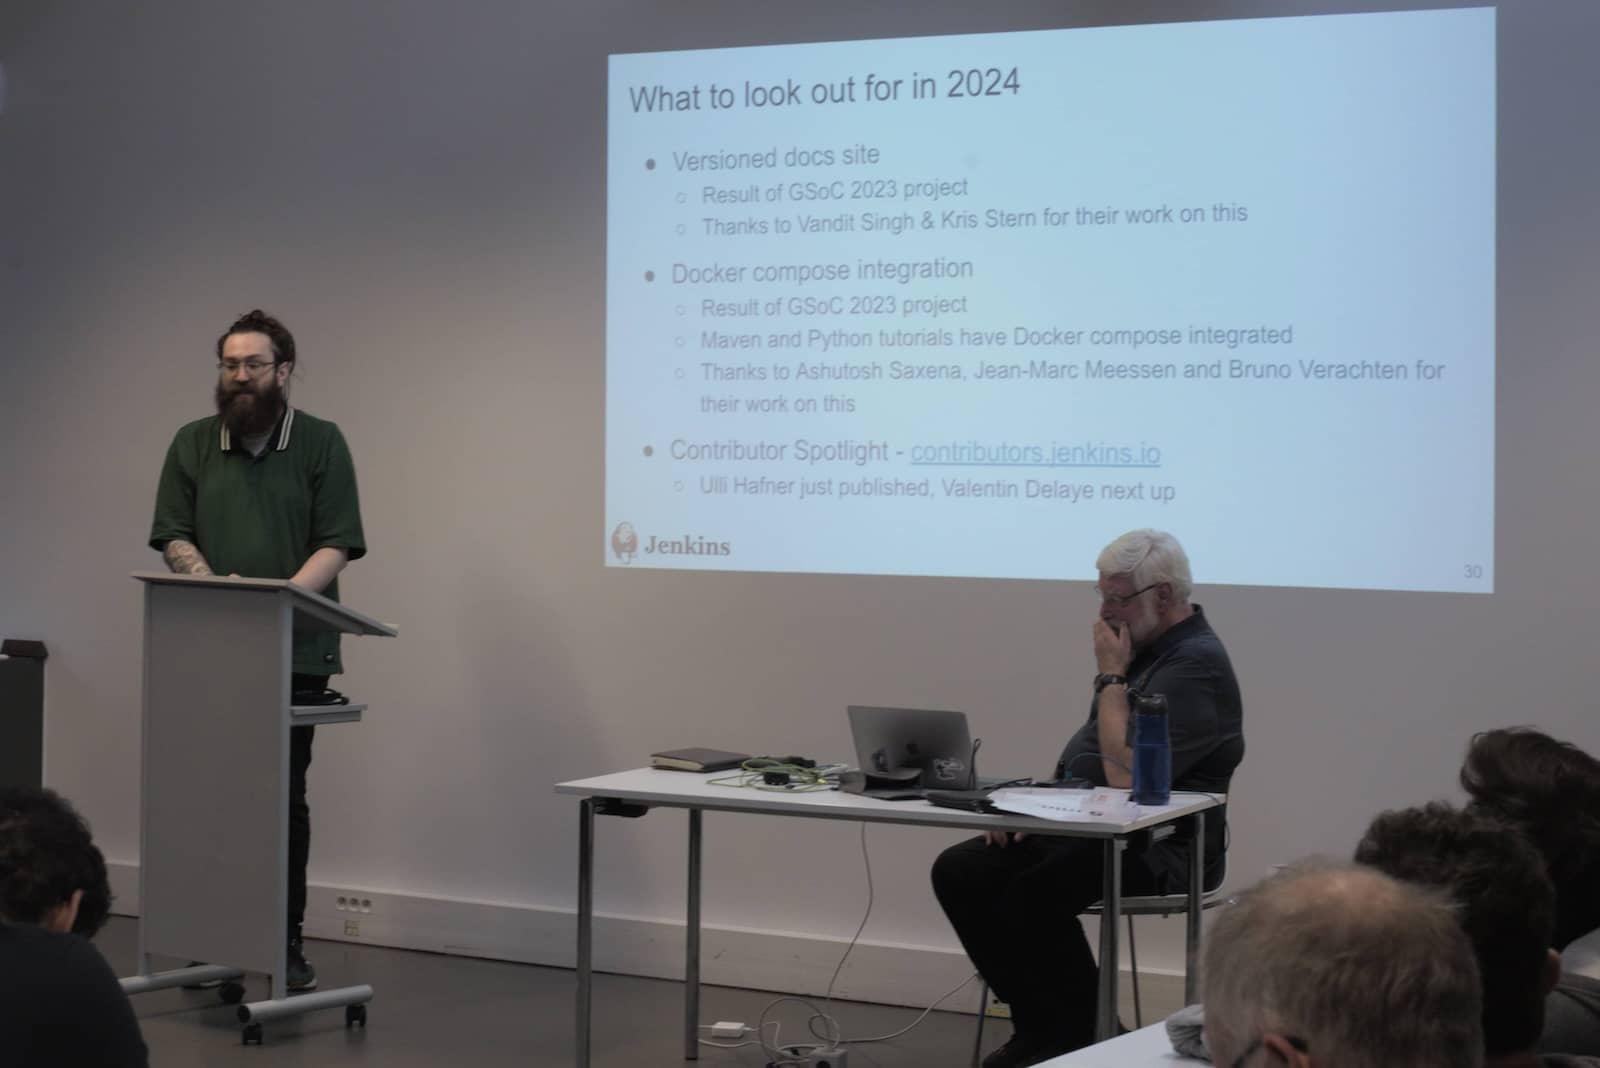 What to look out for in 2024
● Versioned docs site
○ Result of GSoC 2023 project
○ Thanks to Vandit Singh & Kris Stern for their work on this
● Docker compose integration
○ Result of GSoC 2023 project
○ Maven and Python tutorials have Docker compose integrated
○ Thanks to Ashutosh Saxena, Jean-Marc Meessen and Bruno Verachten for
their work on this
● Contributor Spotlight - contributors.jenkins.io
○ Ulli Hafner just published, Valentin Delaye next up
Jenkins
30